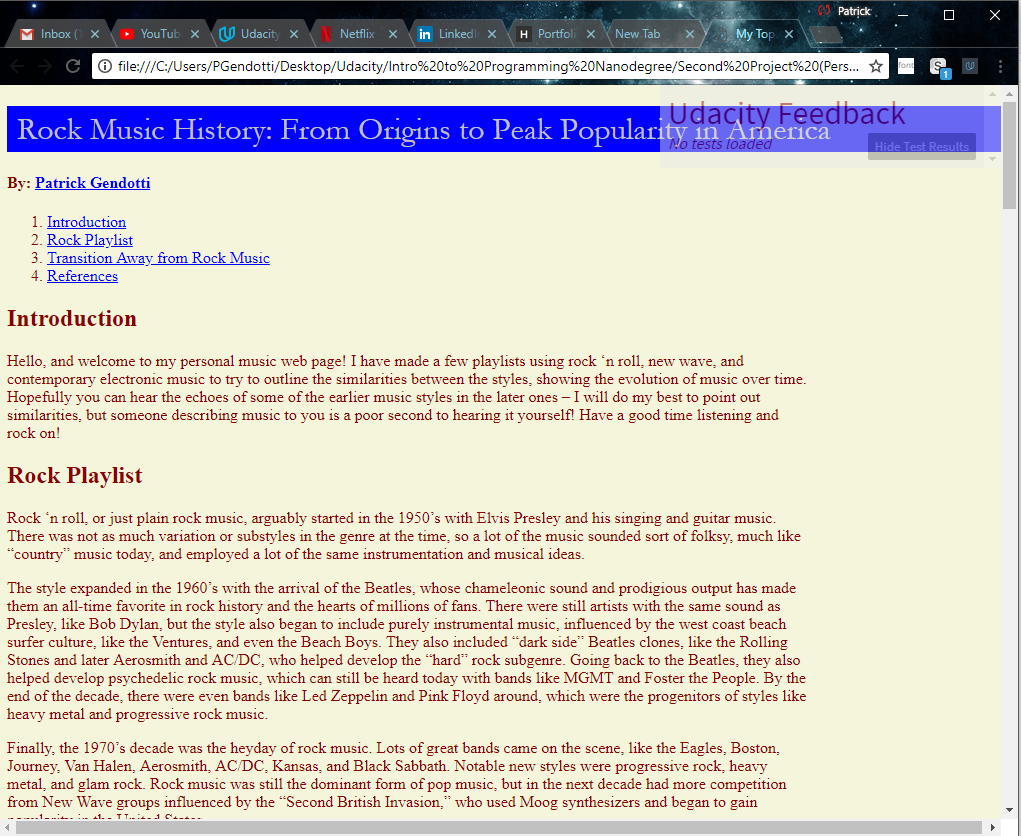 Patrick
Inbox (
YouTub
Udacity
Netflix
LinkedI
Portfoli
New Tab
My Top
file:///C:/Users/PGendotti/Desktop/Udacity/Intro%20to%20Programming%20Nanodegree/Second%20Project%20(Pers...
font
S
1
Udacity Feedback
Rock Music History: From Origins to Peak Popularity in America
No tests loaded
Hide Test Results
By: Patrick Gendotti
1. Introduction
2. Rock Playlist
3. Transition Away from Rock Music
4. References
Introduction
Hello, and welcome to my personal music web page! I have made a few playlists using rock ‘n roll, new wave, and
contemporary electronic music to try to outline the similarities between the styles, showing the evolution of music over time.
Hopefully you can hear the echoes of some of the earlier music styles in the later ones – I will do my best to point out
similarities, but someone describing music to you is a poor second to hearing it yourself! Have a good time listening and
rock on!
Rock Playlist
Rock ‘n roll, or just plain rock music, arguably started in the 1950’s with Elvis Presley and his singing and guitar music.
There was not as much variation or substyles in the genre at the time, so a lot of the music sounded sort of folksy, much like
“country” music today, and employed a lot of the same instrumentation and musical ideas.
The style expanded in the 1960’s with the arrival of the Beatles, whose chameleonic sound and prodigious output has made
them an all-time favorite in rock history and the hearts of millions of fans. There were still artists with the same sound as
Presley, like Bob Dylan, but the style also began to include purely instrumental music, influenced by the west coast beach
surfer culture, like the Ventures, and even the Beach Boys. They also included “dark side” Beatles clones, like the Rolling
Stones and later Aerosmith and AC/DC, who helped develop the “hard” rock subgenre. Going back to the Beatles, they also
helped develop psychedelic rock music, which can still be heard today with bands like MGMT and Foster the People. By the
end of the decade, there were even bands like Led Zeppelin and Pink Floyd around, which were the progenitors of styles like
heavy metal and progressive rock music.
Finally, the 1970’s decade was the heyday of rock music. Lots of great bands came on the scene, like the Eagles, Boston,
Journey, Van Halen, Aerosmith, AC/DC, Kansas, and Black Sabbath. Notable new styles were progressive rock, heavy
metal, and glam rock. Rock music was still the dominant form of pop music, but in the next decade had more competition
from New Wave groups influenced by the “Second British Invasion,” who used Moog synthesizers and began to gain
popularity in the United States.